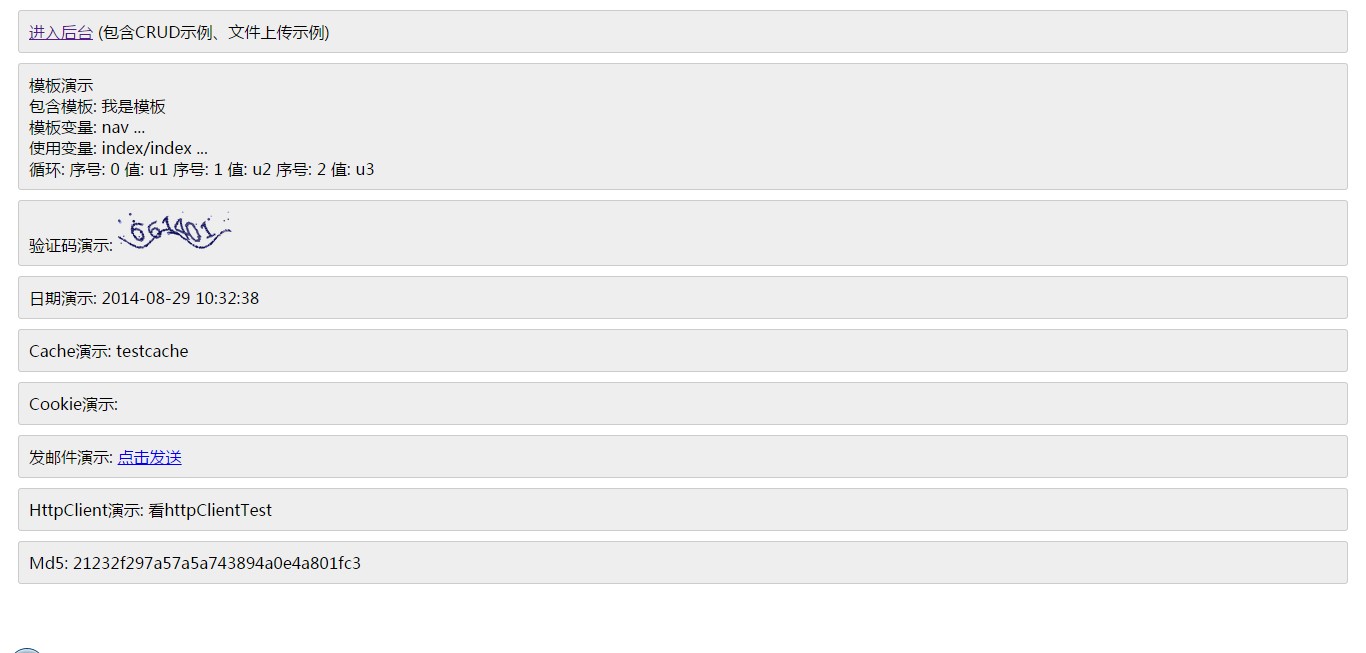 进入后台 (包含CRUD示例、文件上传示例)
模板演示
包含模板: 我是模板
模板变量: nav ...
使用变量: index/index ...
循环: 序号: 0 值: u1 序号: 1 值: u2 序号: 2 值: u3
验证码演示: 661401
日期演示: 2014-08-29 10:32:38
Cache演示: testcache
Cookie演示:
发邮件演示: 点击发送
HttpClient演示: 看httpClientTest
Md5: 21232f297a57a5a743894a0e4a801fc3